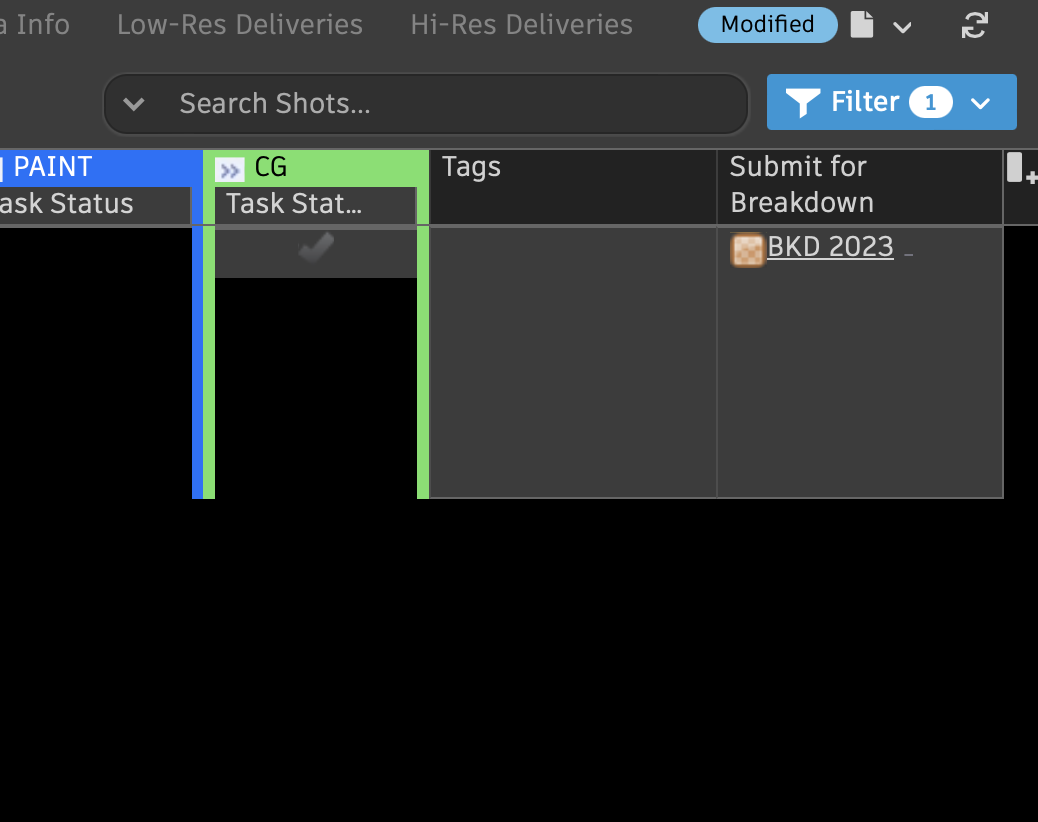 a Info Low-Res Deliveries Hi-Res Deliveries Modified
Search Shots... Filter 1
PAINT CG Tags Submit for
ask Status Task Stat... Breakdown
BKD 2023 _